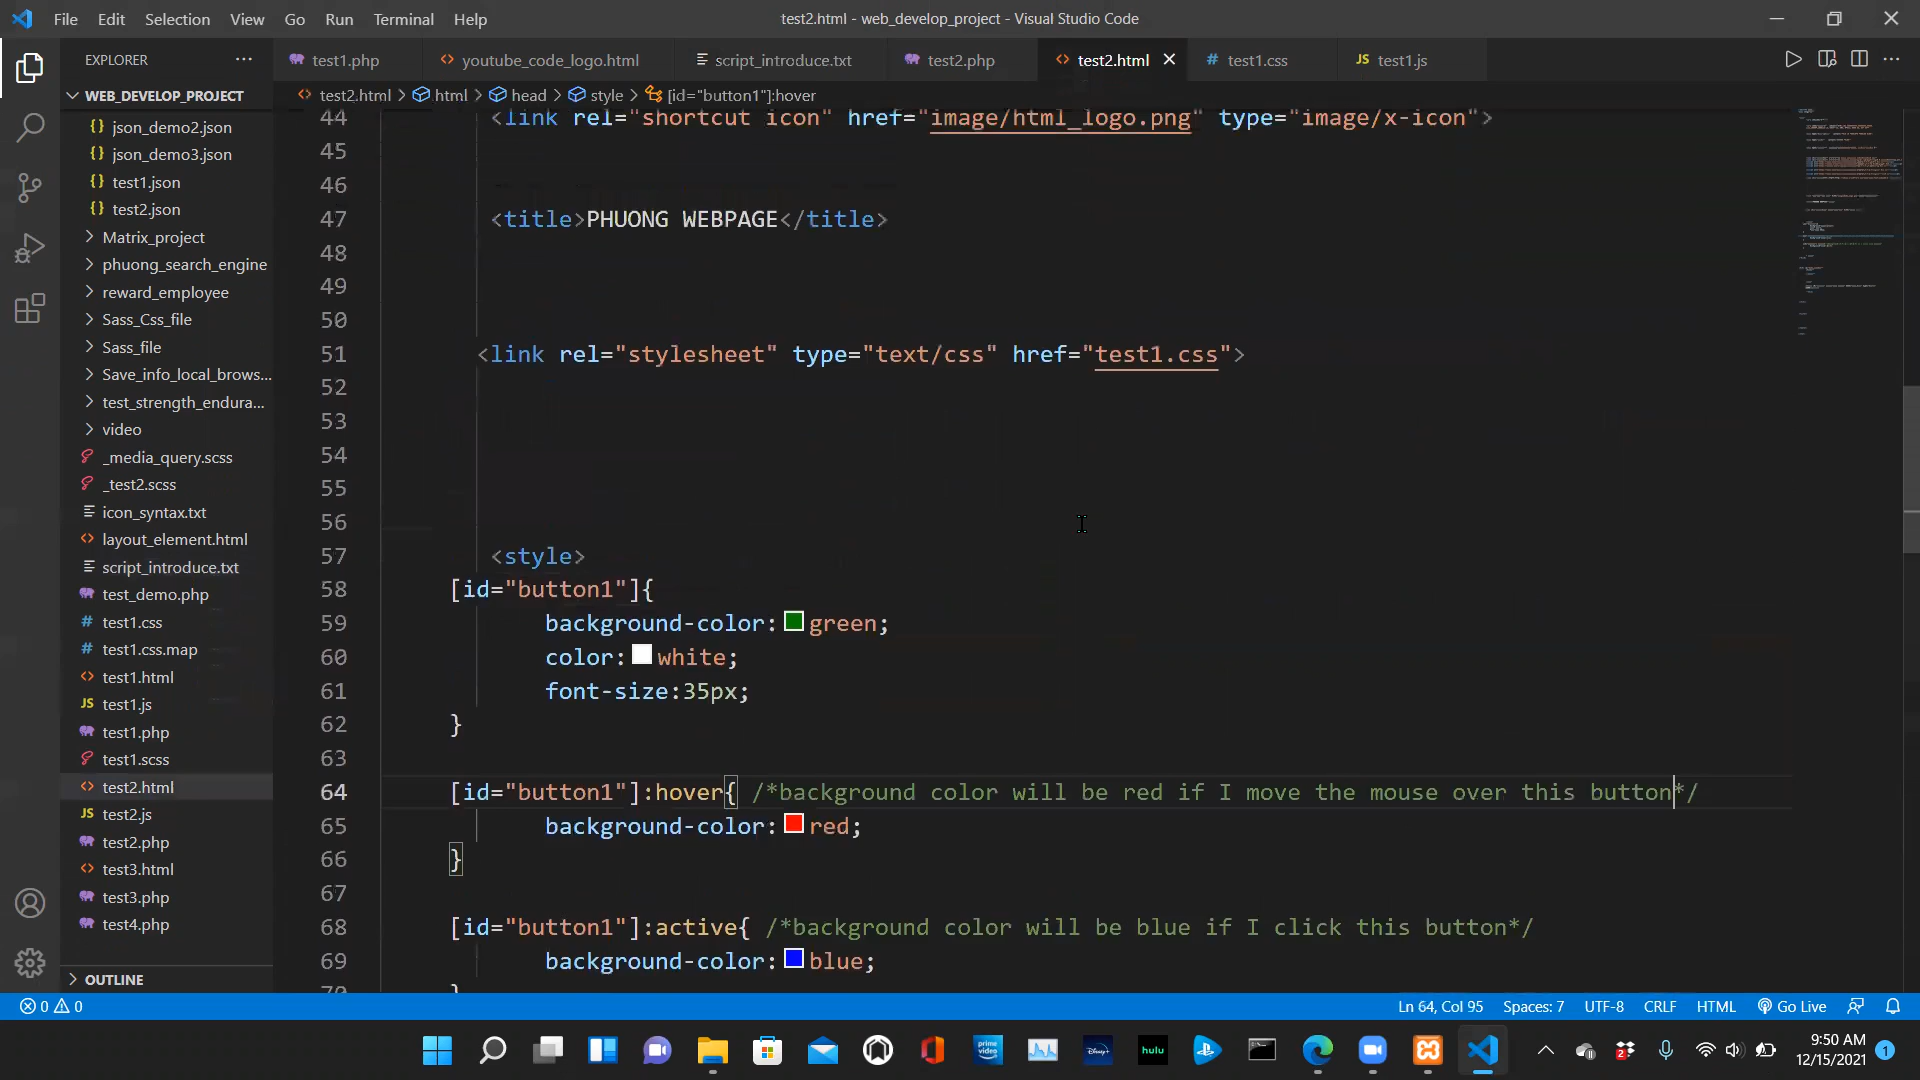 File Edit Selection View Go Run Terminal Help
test2.html - web_develop_project - Visual Studio Code
EXPLORER
test1.php youtube_code_logo.html script_introduce.txt test2.php test2.html test1.css test1.js
WEB_DEVELOP_PROJECT
test2.html > html > head > style > [id="button1"]:hover
json_demo2.json
json_demo3.json
test1.json
test2.json
Matrix_project
phuong_search_engine
reward_employee
Sass_Css_file
Sass_file
Save_info_local_brows...
test_strength_endura...
video
_media_query.scss
_test2.scss
icon_syntax.txt
layout_element.html
script_introduce.txt
test_demo.php
test1.css
test1.css.map
test1.html
test1.js
test1.php
test1.scss
test2.html
test2.js
test2.php
test3.html
test3.php
test4.php
OUTLINE
44 <link rel="shortcut icon" href="image/html_logo.png" type="image/x-icon">
45
46
47 <title>PHUONG WEBPAGE</title>
48
49
50
51 <link rel="stylesheet" type="text/css" href="test1.css">
52
53
54
55
56
57 <style>
58 [id="button1"]{
59 background-color: green;
60 color: white;
61 font-size:35px;
62 }
63
64 [id="button1"]:hover{ /*background color will be red if I move the mouse over this button*/
65 background-color: red;
66 }
67
68 [id="button1"]:active{ /*background color will be blue if I click this button*/
69 background-color: blue;
70 }
0 0
Ln 64, Col 95 Spaces: 7 UTF-8 CRLF HTML Go Live
prime video
Disney+
hulu
2
9:50 AM
12/15/2021
1